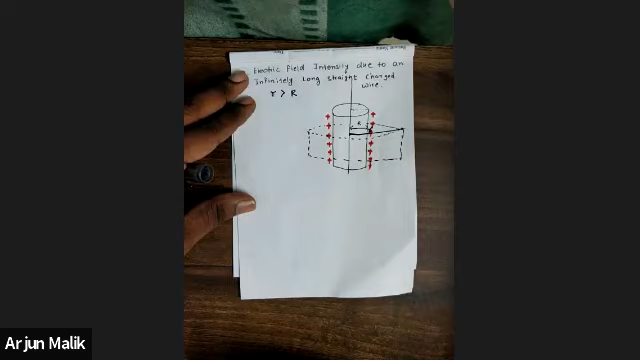 Electric Field Intensity due to an
Infinitely Long Straight Charged
wire.
r > R
R
Arjun Malik